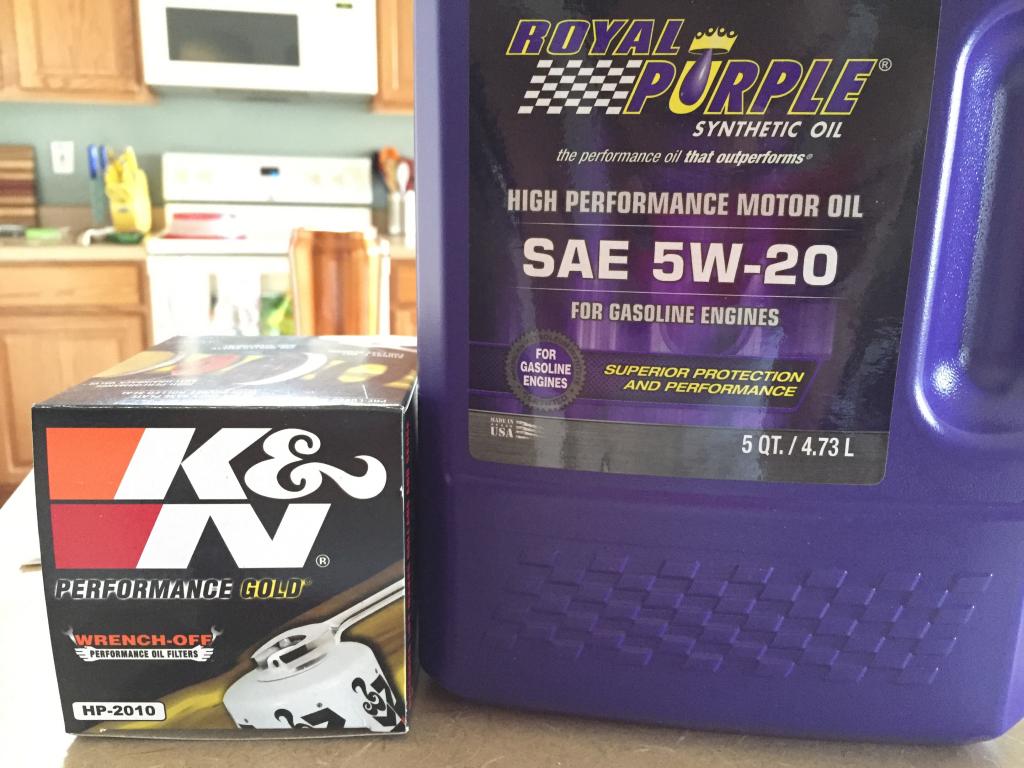 ROYAL
PURPLE®
SYNTHETIC OIL
the performance oil that outperforms®
HIGH PERFORMANCE MOTOR OIL
SAE 5W-20
FOR GASOLINE ENGINES
FOR
GASOLINE
ENGINES
SUPERIOR PROTECTION
AND PERFORMANCE
MADE IN
USA
5 QT. / 4.73 L
K&
N®
PERFORMANCE GOLD®
WRENCH-OFF
PERFORMANCE OIL FILTERS
HP-2010